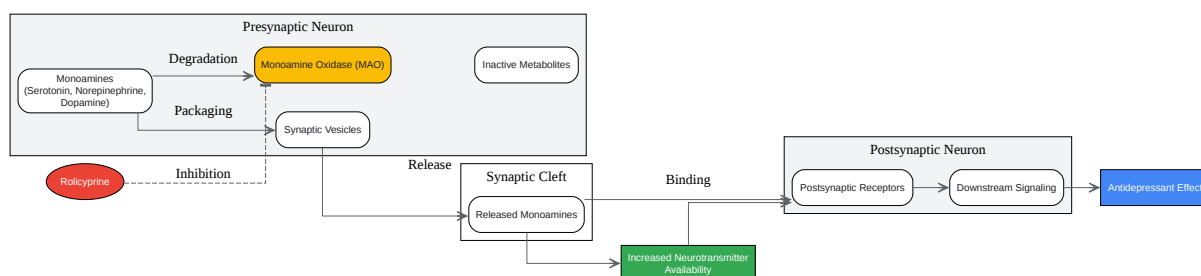 Presynaptic Neuron
Degradation
Monoamine Oxidase (MAO)
Inactive Metabolites
Monoamines
(Serotonin, Norepinephrine,
Dopamine)
Packaging
Synaptic Vesicles
Rolicyprine
Inhibition
Release
Synaptic Cleft
Released Monoamines
Binding
Increased Neurotransmitter
Availability
Postsynaptic Neuron
Postsynaptic Receptors
Downstream Signaling
Antidepressant Effect